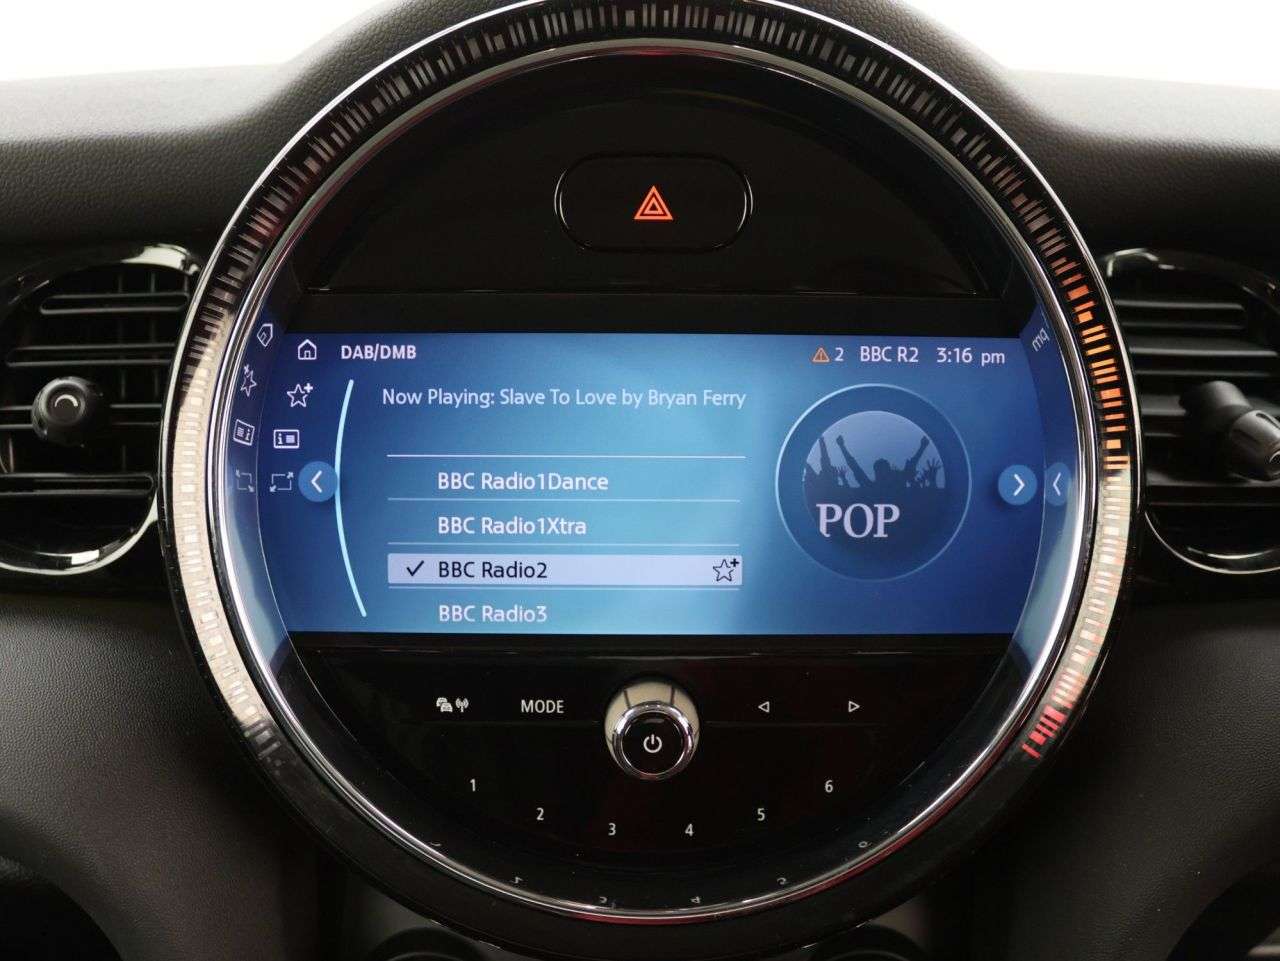 DAB/DMB
2 BBC R2 3:16 pm
Now Playing: Slave To Love by Bryan Ferry
BBC Radio1Dance
BBC Radio1Xtra
BBC Radio2
BBC Radio3
POP
MODE
1 2 3 4 5 6